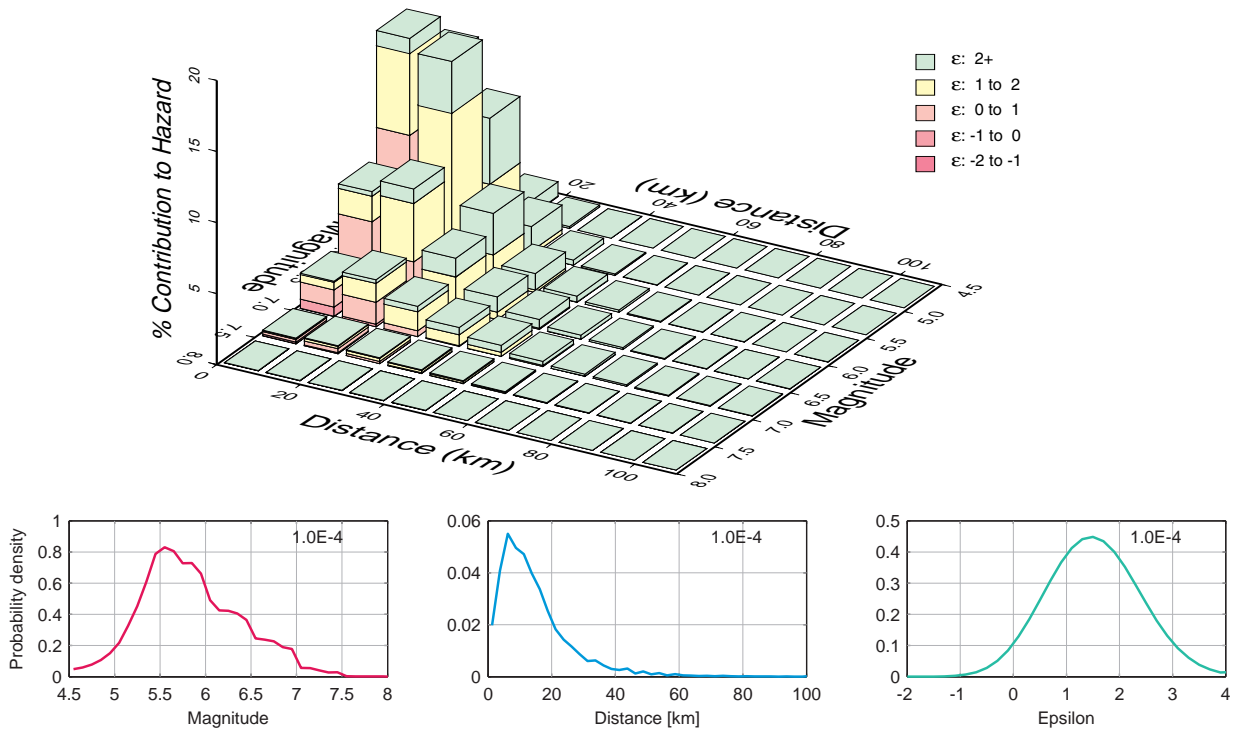 % Contribution to Hazard
20
15
10
5
ε: 2+
ε: 1 to 2
ε: 0 to 1
ε: -1 to 0
ε: -2 to -1
20
40
60
80
100
Distance (km)
4.5
5.0
5.5
6.0
6.5
7.0
7.5
8.0
Magnitude
Magnitude
7.0
7.5
8.0
0
20
40
60
80
100
Distance (km)
Probability density
1
0.8
0.6
0.4
0.2
0
1.0E-4
4.5 5 5.5 6 6.5 7 7.5 8
Magnitude
0.06
0.04
0.02
0
1.0E-4
0 20 40 60 80 100
Distance [km]
0.5
0.4
0.3
0.2
0.1
0
1.0E-4
-2 -1 0 1 2 3 4
Epsilon